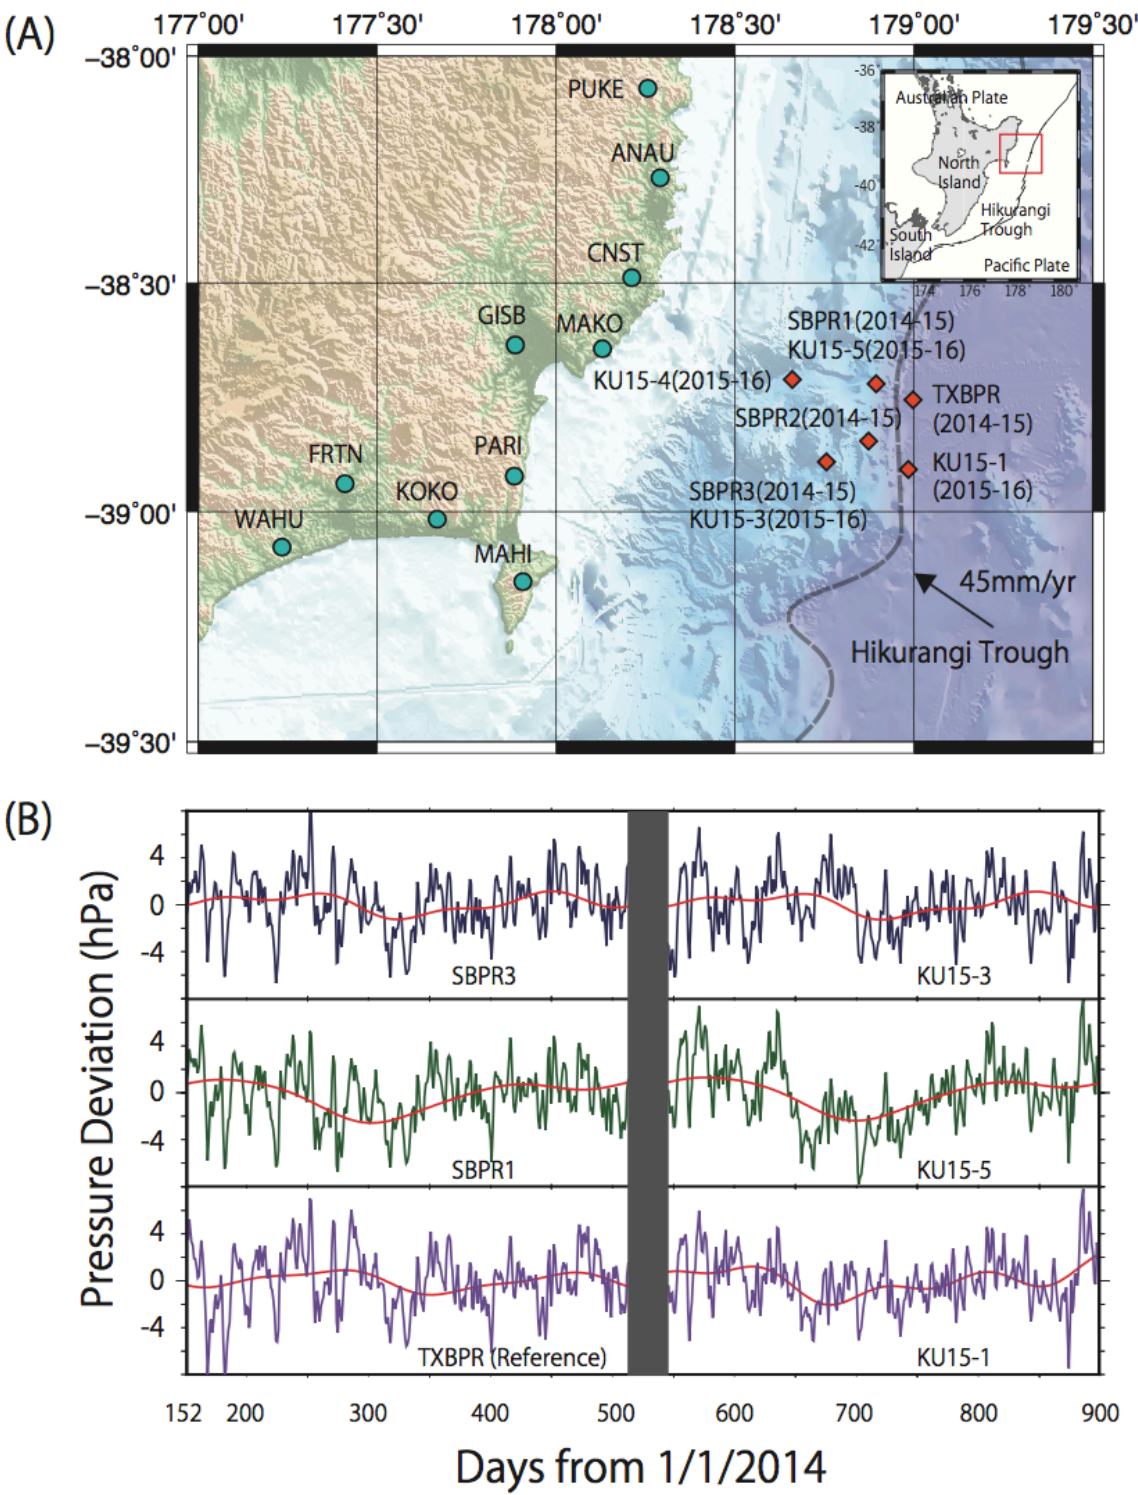 (A)
177°00' 177°30' 178°00' 178°30' 179°00' 179°30'
–38°00'
–38°30'
–39°00'
–39°30'
PUKE
ANAU
CNST
GISB
MAKO
PARI
FRTN
KOKO
WAHU
MAHI
SBPR1(2014-15)
KU15-5(2015-16)
KU15-4(2015-16)
TXBPR
(2014-15)
SBPR2(2014-15)
KU15-1
(2015-16)
SBPR3(2014-15)
KU15-3(2015-16)
45mm/yr
Hikurangi Trough
-36
-38
-40
-42
Australian Plate
North
Island
Hikurangi
Trough
South
Island
Pacific Plate
174 176 178 180
(B)
Pressure Deviation (hPa)
4
0
-4
SBPR3 KU15-3
4
0
-4
SBPR1 KU15-5
4
0
-4
TXBPR (Reference) KU15-1
152 200 300 400 500 600 700 800 900
Days from 1/1/2014